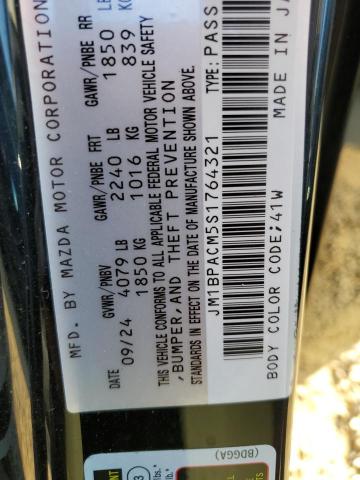 MFD. BY MAZDA MOTOR CORPORATION
GVWR/PNBV GAWR/PNBE FRT GAWR/PNBE RR
DATE 4079 LB 2240 LB 1850 LB
09/24 1850 KG 1016 KG 839 KG
THIS VEHICLE CONFORMS TO ALL APPLICABLE FEDERAL MOTOR VEHICLE SAFETY
,BUMPER,AND THEFT PREVENTION
STANDARDS IN EFFECT ON THE DATE OF MANUFACTURE SHOWN ABOVE.
JM1BPACM5S1764321 TYPE:PASS
BODY COLOR CODE;41W MADE IN JA
(BDGGA)